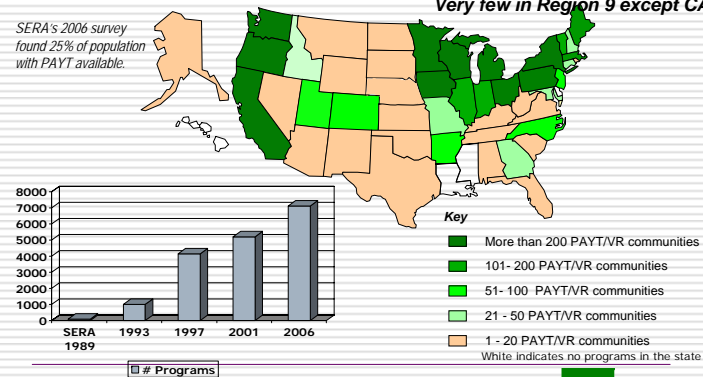 Very few in Region 9 except CA
SERA's 2006 survey
found 25% of population
with PAYT available.
8000
7000
6000
5000
4000
3000
2000
1000
0
SERA
1989
1993
1997
2001
2006
# Programs
Key
More than 200 PAYT/VR communities
101- 200 PAYT/VR communities
51- 100 PAYT/VR communities
21 - 50 PAYT/VR communities
1 - 20 PAYT/VR communities
White indicates no programs in the state